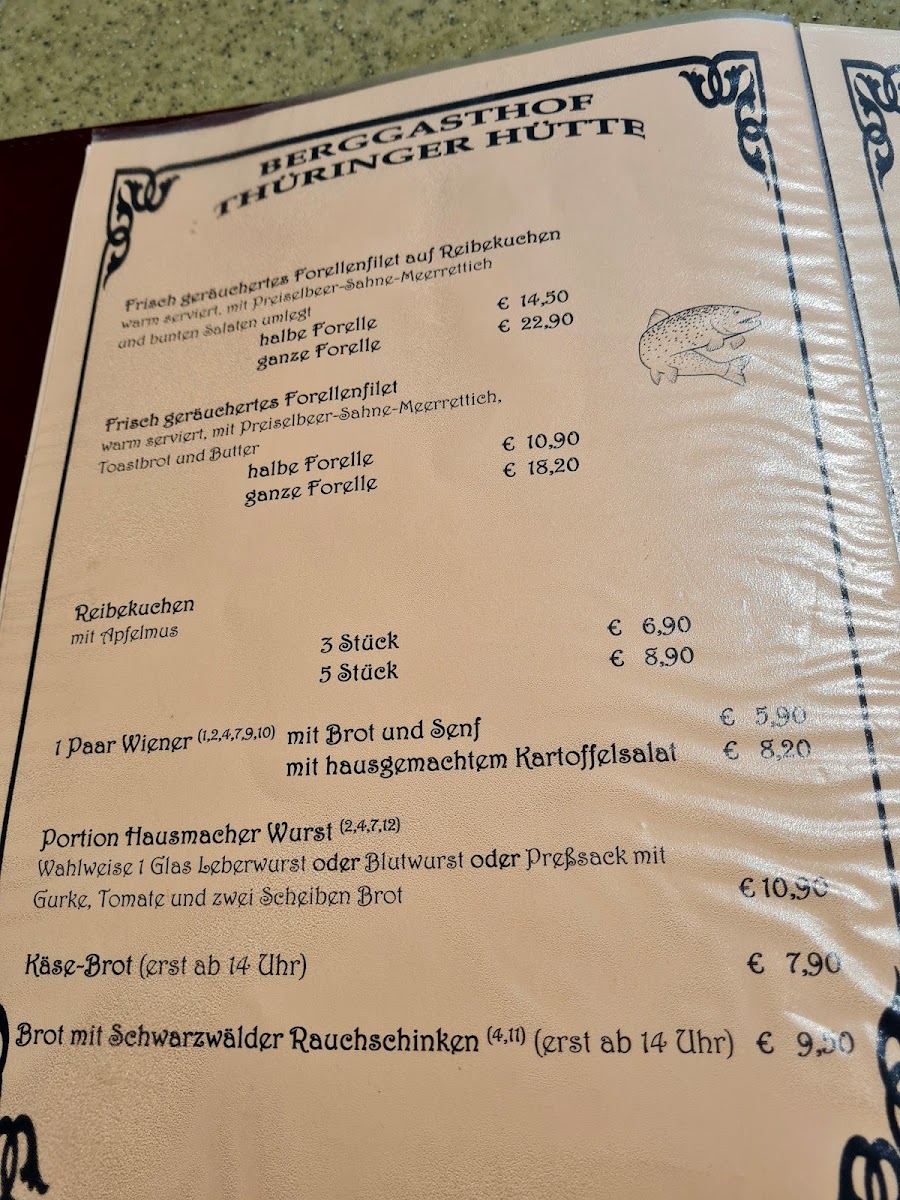 BERGGASTHOF
THÜRINGER HÜTTE
Frisch geräuchertes Forellenfilet auf Reibekuchen
warm serviert, mit Preiselbeer-Sahne-Meerrettich
und bunten Salaten umlegt
halbe Forelle € 14,50
ganze Forelle € 22,90
Frisch geräuchertes Forellenfilet
warm serviert, mit Preiselbeer-Sahne-Meerrettich,
Toastbrot und Butter
halbe Forelle € 10,90
ganze Forelle € 18,20
Reibekuchen
mit Apfelmus
3 Stück € 6,90
5 Stück € 8,90
1 Paar Wiener (1,2,4,7,9,10) mit Brot und Senf € 5,90
mit hausgemachtem Kartoffelsalat € 8,20
Portion Hausmacher Wurst (2,4,7,12)
Wahlweise 1 Glas Leberwurst oder Blutwurst oder Preßsack mit
Gurke, Tomate und zwei Scheiben Brot € 10,90
Käse-Brot (erst ab 14 Uhr) € 7,90
Brot mit Schwarzwälder Rauchschinken (4,11) (erst ab 14 Uhr) €